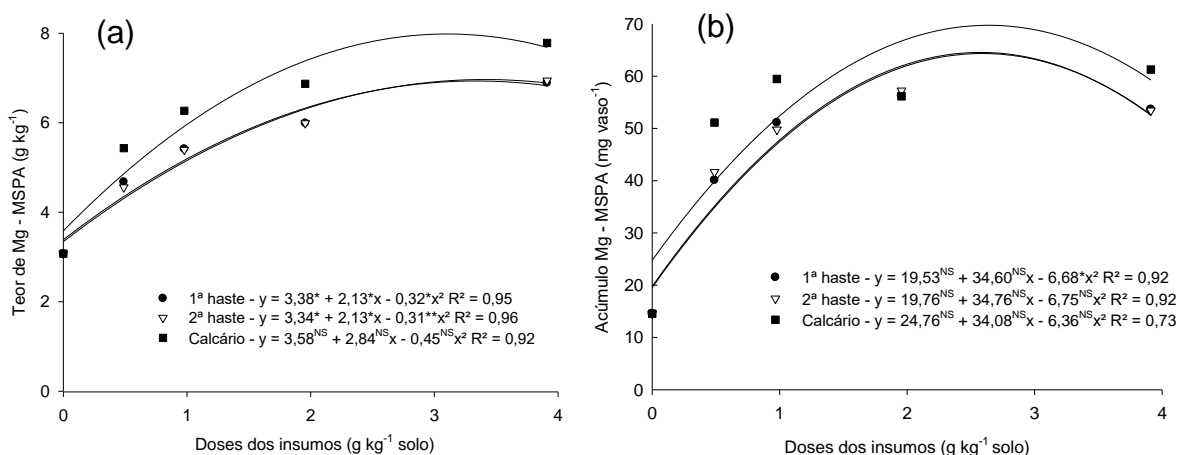 (a)
Teor de Mg - MSPA (g kg⁻¹)
8
6
4
2
0
1ª haste - y = 3,38* + 2,13*x - 0,32*x² R² = 0,95
2ª haste - y = 3,34* + 2,13*x - 0,31**x² R² = 0,96
Calcário - y = 3,58ᴺˢ + 2,84ᴺˢx - 0,45ᴺˢx² R² = 0,92
0 1 2 3 4
Doses dos insumos (g kg⁻¹ solo)
(b)
Acúmulo Mg - MSPA (mg vaso⁻¹)
70
60
50
40
30
20
10
0
1ª haste - y = 19,53ᴺˢ + 34,60ᴺˢx - 6,68*x² R² = 0,92
2ª haste - y = 19,76ᴺˢ + 34,76ᴺˢx - 6,75ᴺˢx² R² = 0,92
Calcário - y = 24,76ᴺˢ + 34,08ᴺˢx - 6,36ᴺˢx² R² = 0,73
0 1 2 3 4
Doses dos insumos (g kg⁻¹ solo)